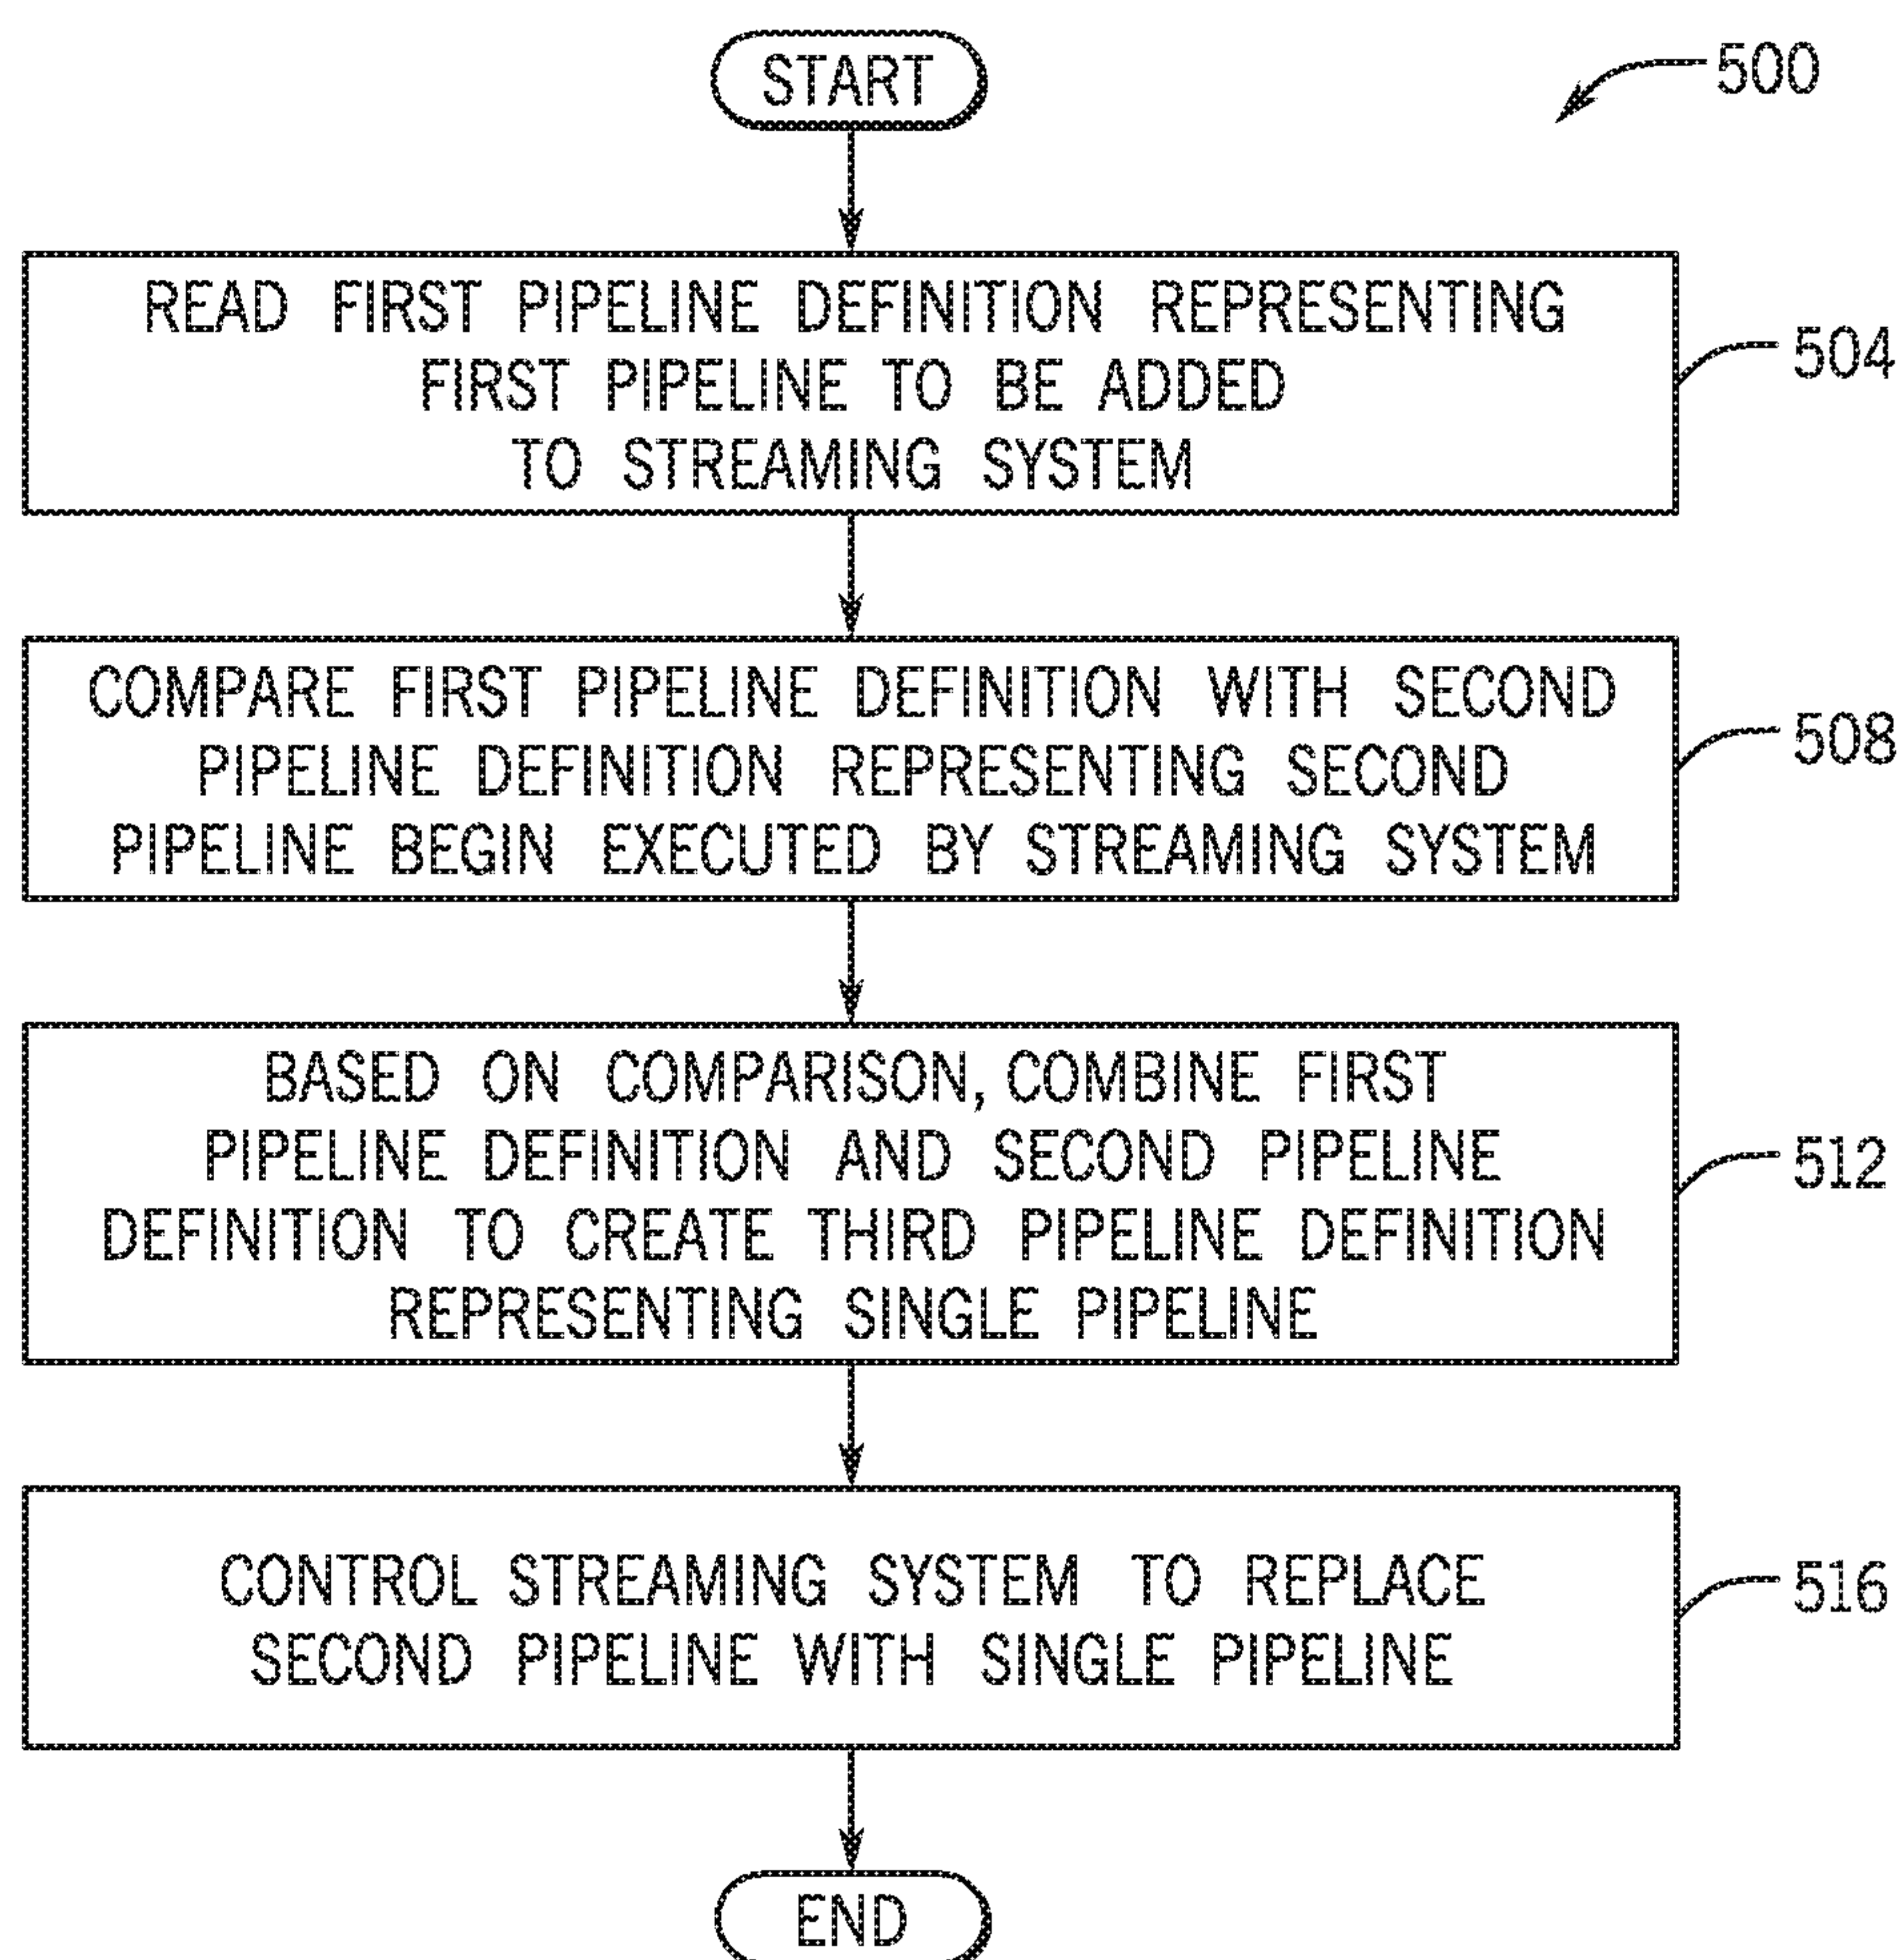 START
500
READ FIRST PIPELINE DEFINITION REPRESENTING
FIRST PIPELINE TO BE ADDED
TO STREAMING SYSTEM
504
COMPARE FIRST PIPELINE DEFINITION WITH SECOND
PIPELINE DEFINITION REPRESENTING SECOND
PIPELINE BEGIN EXECUTED BY STREAMING SYSTEM
508
BASED ON COMPARISON, COMBINE FIRST
PIPELINE DEFINITION AND SECOND PIPELINE
DEFINITION TO CREATE THIRD PIPELINE DEFINITION
REPRESENTING SINGLE PIPELINE
512
CONTROL STREAMING SYSTEM TO REPLACE
SECOND PIPELINE WITH SINGLE PIPELINE
516
END